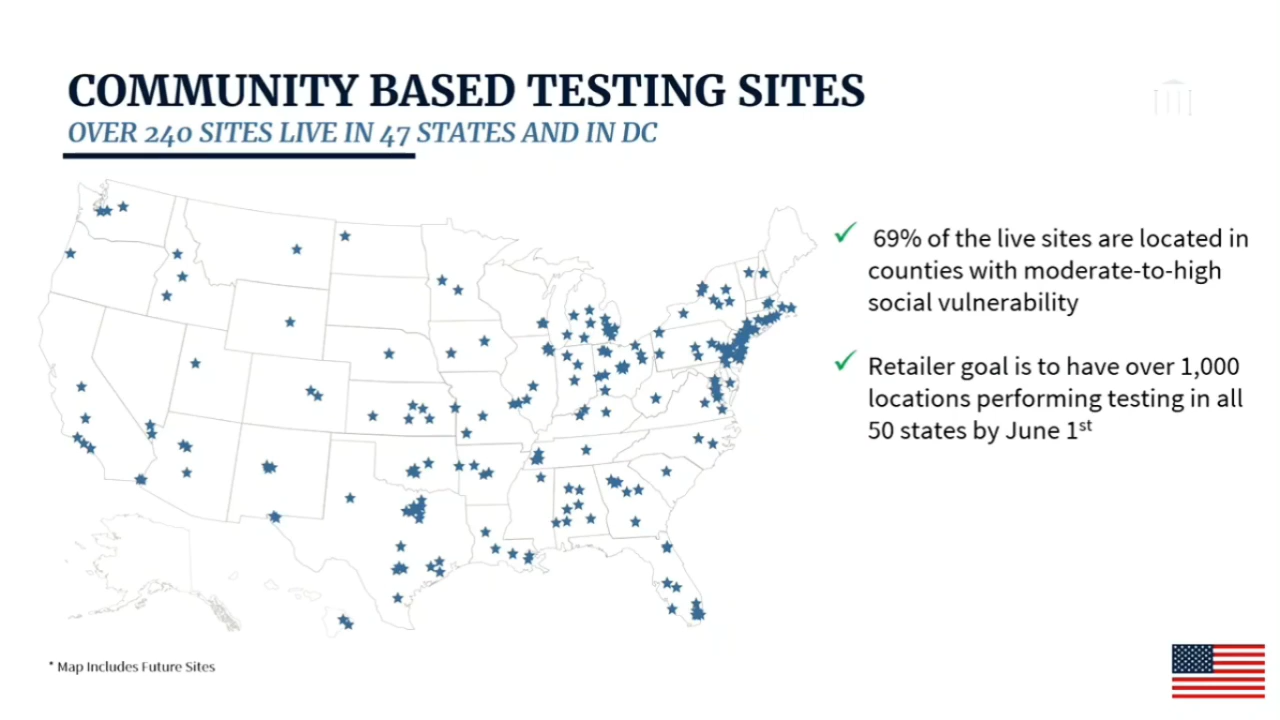 COMMUNITY BASED TESTING SITES
OVER 240 SITES LIVE IN 47 STATES AND IN DC
69% of the live sites are located in
counties with moderate-to-high
social vulnerability
Retailer goal is to have over 1,000
locations performing testing in all
50 states by June 1st
* Map Includes Future Sites